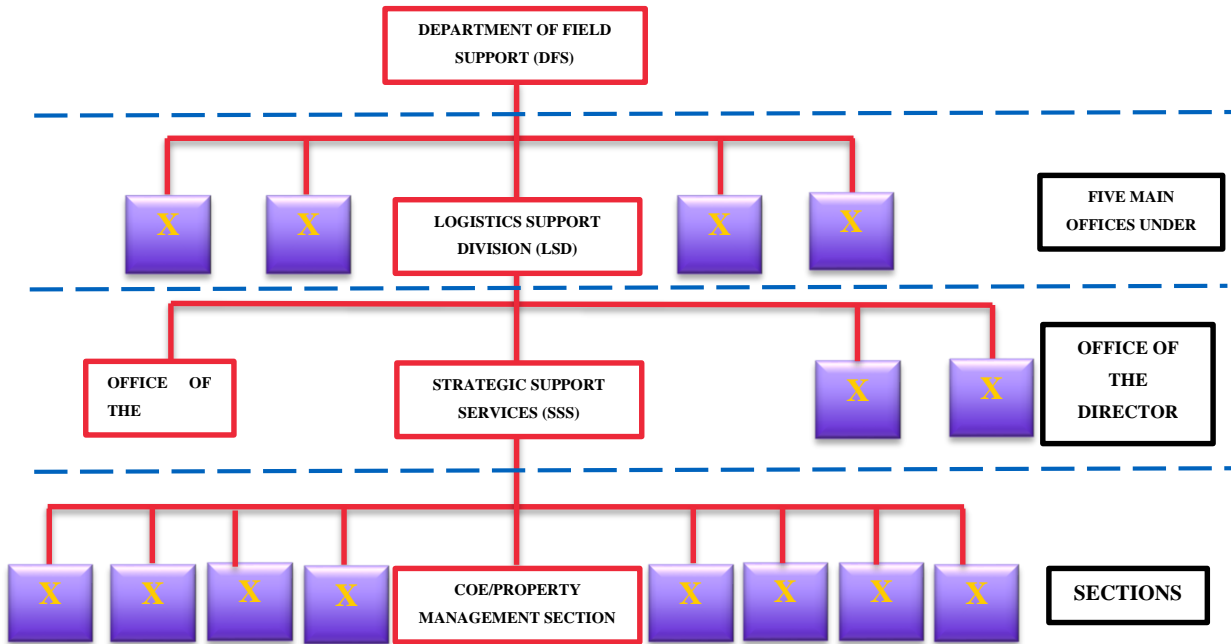 DEPARTMENT OF FIELD
SUPPORT (DFS)
X
X
LOGISTICS SUPPORT
DIVISION (LSD)
X
X
FIVE MAIN
OFFICES UNDER
OFFICE OF
THE
STRATEGIC SUPPORT
SERVICES (SSS)
X
X
OFFICE OF
THE
DIRECTOR
X
X
X
X
COE/PROPERTY
MANAGEMENT SECTION
X
X
X
X
SECTIONS